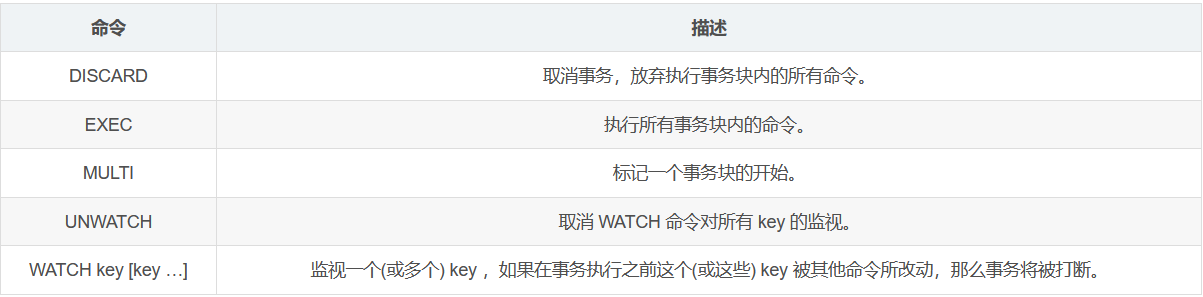 命令 描述
DISCARD 取消事务，放弃执行事务块内的所有命令。
EXEC 执行所有事务块内的命令。
MULTI 标记一个事务块的开始。
UNWATCH 取消 WATCH 命令对所有 key 的监视。
WATCH key [key …] 监视一个(或多个) key ，如果在事务执行之前这个(或这些) key 被其他命令所改动，那么事务将被打断。